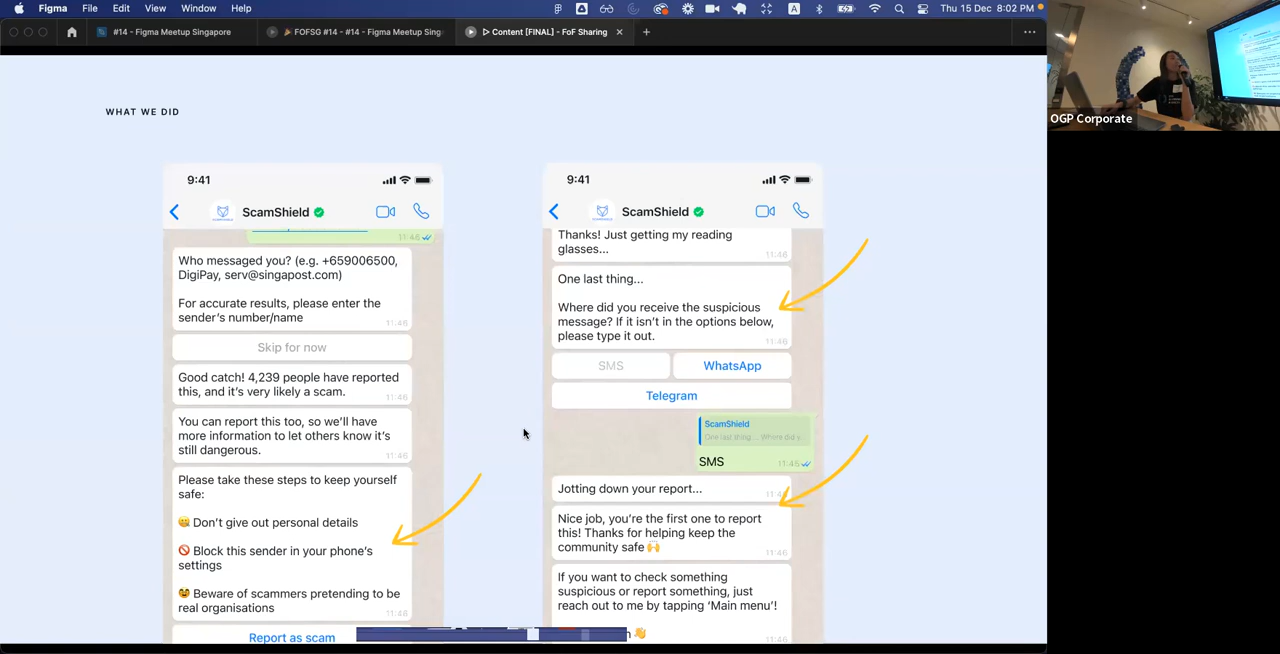 Figma File Edit View Window Help
A
Thu 15 Dec 8:02 PM
#14 - Figma Meetup Singapore
FOFSG #14 - #14 - Figma Meetup Sing
Content [FINAL] - FoF Sharing
OGP Corporate
WHAT WE DID
9:41
ScamShield
11:46
Who messaged you? (e.g. +659006500,
DigiPay, serv@singapost.com)
For accurate results, please enter the
sender's number/name
11:46
Skip for now
Good catch! 4,239 people have reported
this, and it's very likely a scam.
11:46
You can report this too, so we'll have
more information to let others know it's
still dangerous.
11:46
Please take these steps to keep yourself
safe:
🤐 Don't give out personal details
🚫 Block this sender in your phone's
settings
🥸 Beware of scammers pretending to be
real organisations
11:46
Report as scam
9:41
ScamShield
Thanks! Just getting my reading
glasses...
11:46
One last thing...
Where did you receive the suspicious
message? If it isn't in the options below,
please type it out.
11:46
SMS
WhatsApp
Telegram
ScamShield
One last thing... Where did y...
SMS
11:45
Jotting down your report...
Nice job, you're the first one to report
this! Thanks for helping keep the
community safe 🙌
11:46
If you want to check something
suspicious or report something, just
reach out to me by tapping 'Main menu'!
👋
11:46